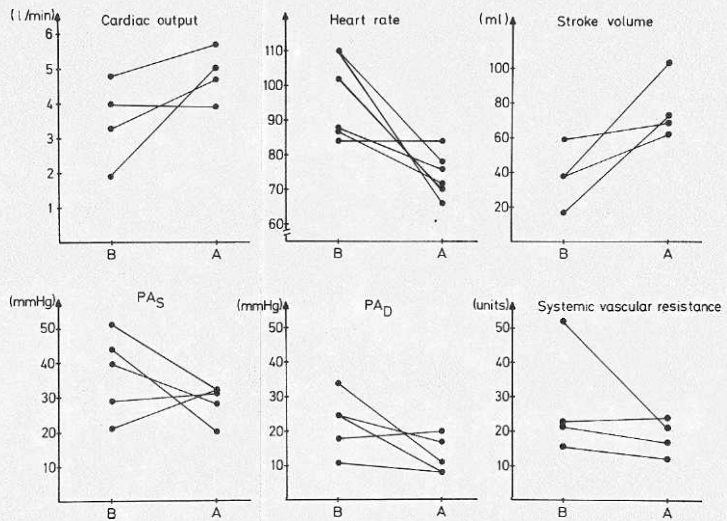 (l/min) Cardiac output
6
5
4
3
2
1
B A
Heart rate
110
100
90
80
70
60
B A
(ml) Stroke volume
100
80
60
40
20
B A
(mmHg) PAS
50
40
30
20
10
B A
(mmHg) PAD
50
40
30
20
10
B A
(units) Systemic vascular resistance
50
40
30
20
10
B A